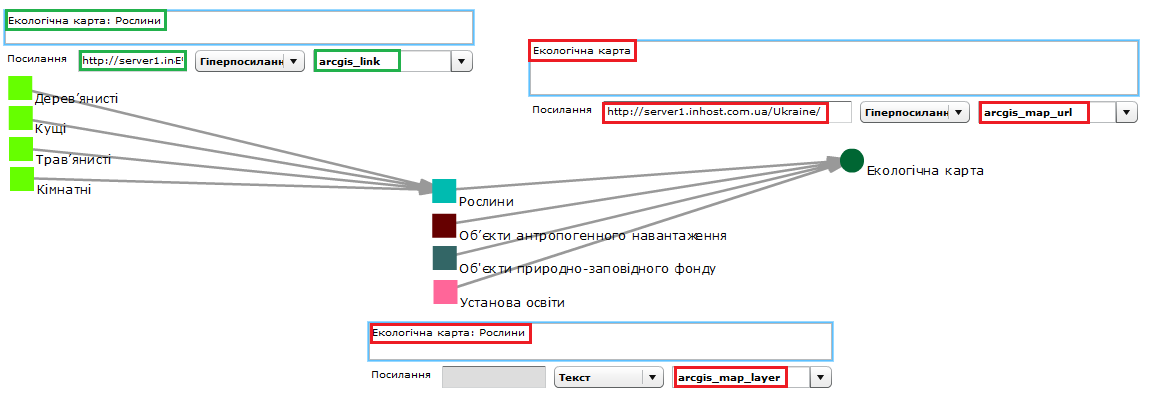 Екологічна карта: Рослини
Посилання http://server1.in Гіперпосиланн arcgis_link
Екологічна карта
Посилання http://server1.inhost.com.ua/Ukraine/ Гіперпосиланн arcgis_map_url
Дерев’янисті
Кущі
Трав’янисті
Кімнатні
Екологічна карта
Рослини
Об’єкти антропогенного навантаження
Об’єкти природно-заповідного фонду
Установа освіти
Екологічна карта: Рослини
Посилання Текст arcgis_map_layer